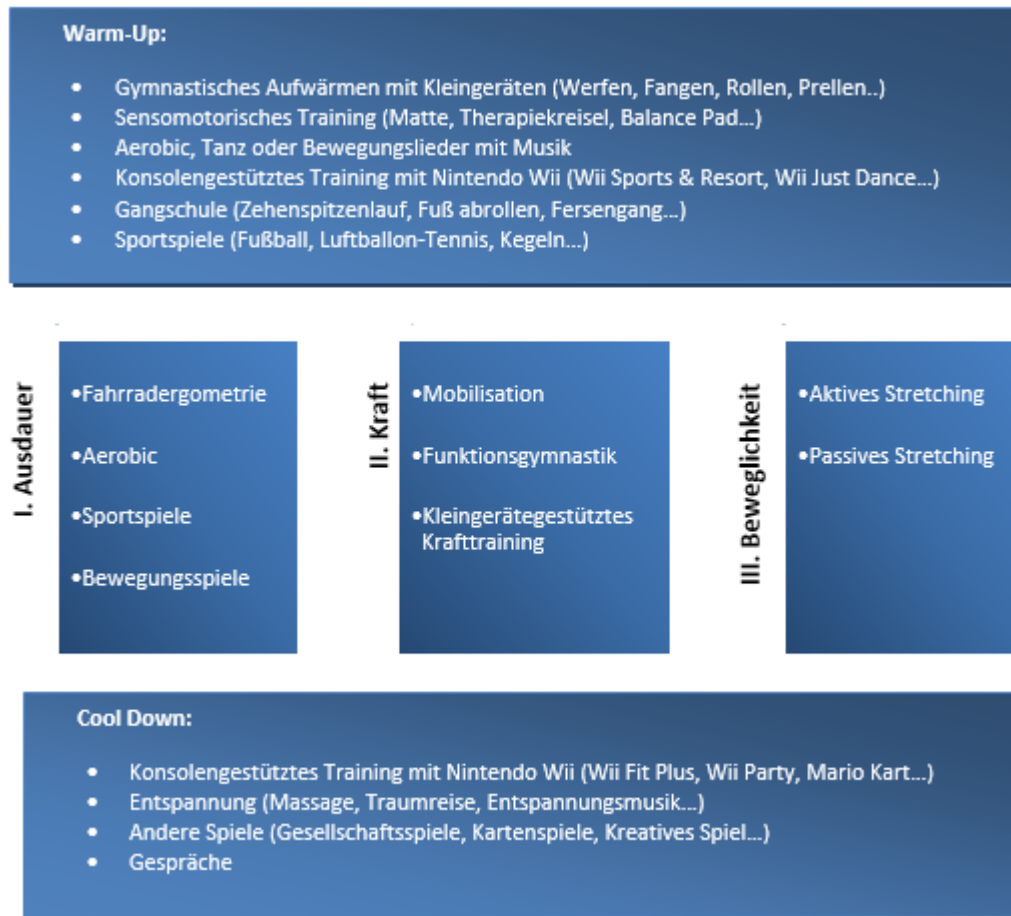 Warm-Up:
• Gymnastisches Aufwärmen mit Kleingeräten (Werfen, Fangen, Rollen, Prellen..)
• Sensomotorisches Training (Matte, Therapiekreisel, Balance Pad...)
• Aerobic, Tanz oder Bewegungslieder mit Musik
• Konsolengestütztes Training mit Nintendo Wii (Wii Sports & Resort, Wii Just Dance...)
• Gangschule (Zehenspitzenlauf, Fuß abrollen, Fersengang...)
• Sportspiele (Fußball, Luftballon-Tennis, Kegeln...)
I. Ausdauer
•Fahrradergometrie
•Aerobic
•Sportspiele
•Bewegungsspiele
II. Kraft
•Mobilisation
•Funktionsgymnastik
•Kleingerätegestütztes
Krafttraining
III. Beweglichkeit
•Aktives Stretching
•Passives Stretching
Cool Down:
• Konsolengestütztes Training mit Nintendo Wii (Wii Fit Plus, Wii Party, Mario Kart...)
• Entspannung (Massage, Traumreise, Entspannungsmusik...)
• Andere Spiele (Gesellschaftsspiele, Kartenspiele, Kreatives Spiel...)
• Gespräche